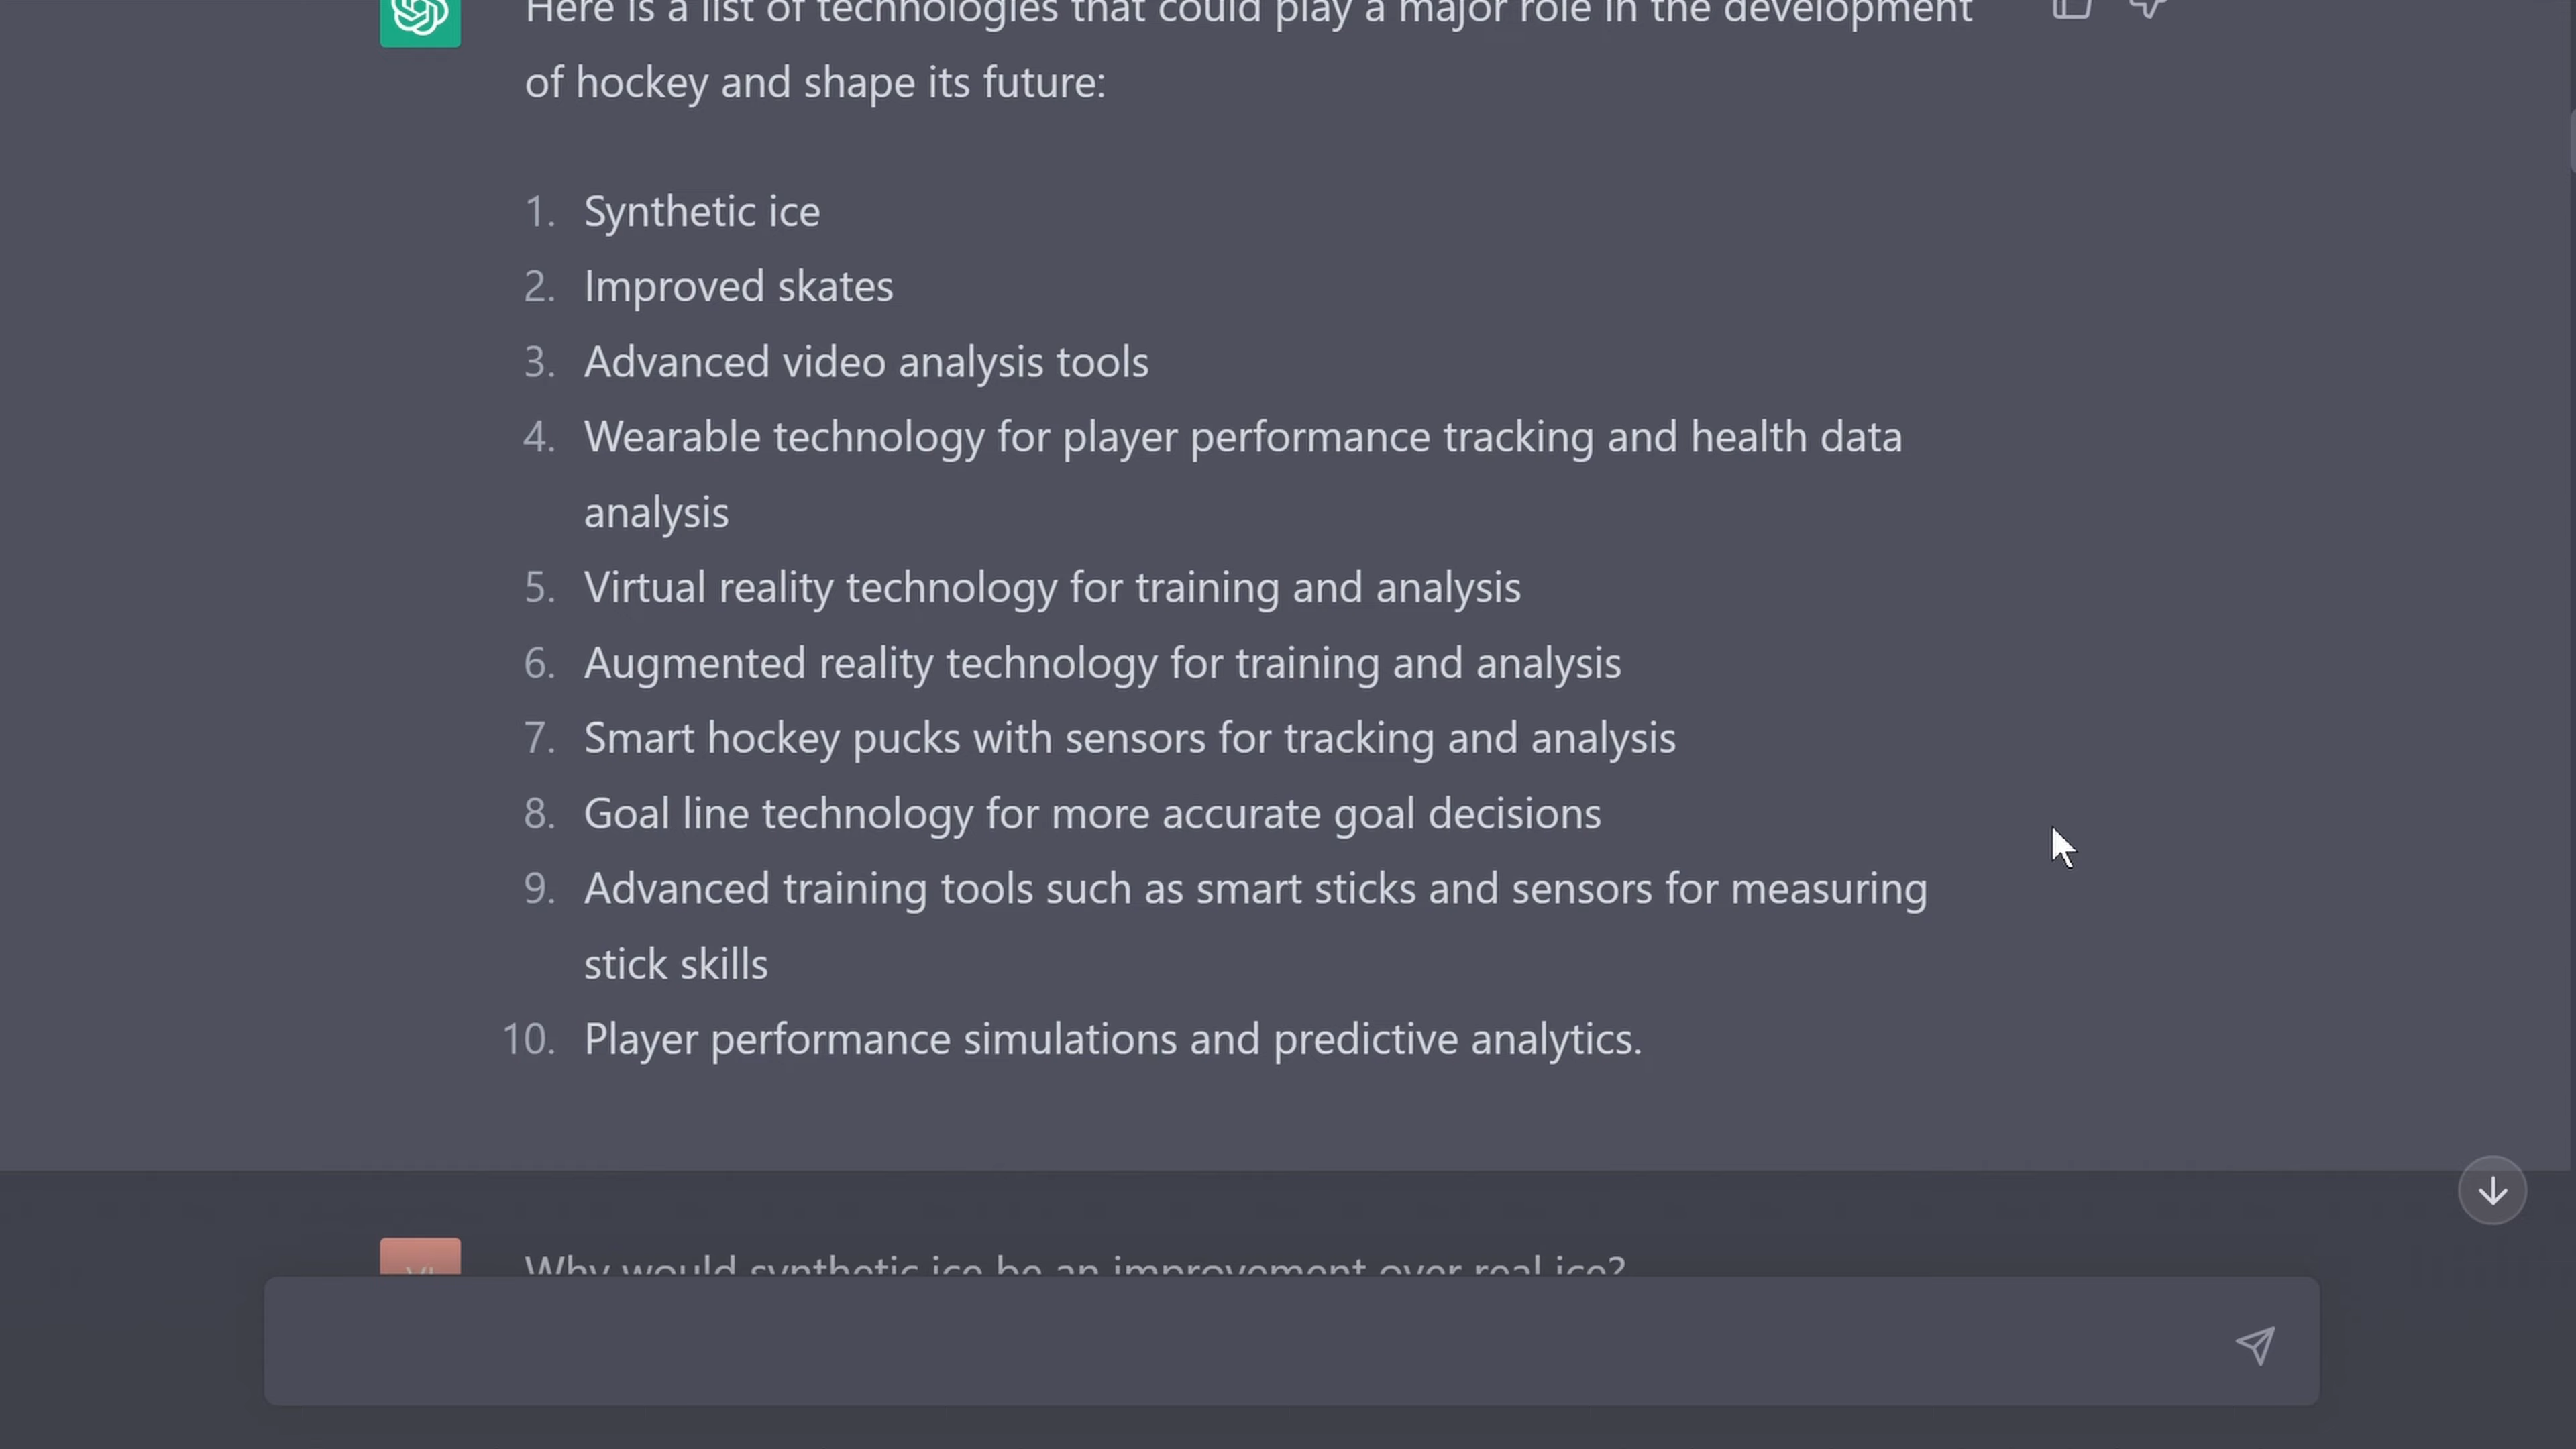 Here is a list of technologies that could play a major role in the development
of hockey and shape its future:
1. Synthetic ice
2. Improved skates
3. Advanced video analysis tools
4. Wearable technology for player performance tracking and health data
analysis
5. Virtual reality technology for training and analysis
6. Augmented reality technology for training and analysis
7. Smart hockey pucks with sensors for tracking and analysis
8. Goal line technology for more accurate goal decisions
9. Advanced training tools such as smart sticks and sensors for measuring
stick skills
10. Player performance simulations and predictive analytics.
Why would synthetic ice be an improvement over real ice?